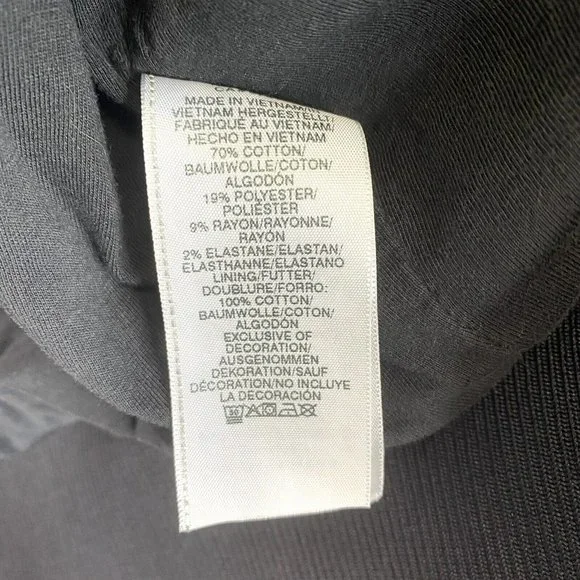 MADE IN VIETNAM/IN
VIETNAM HERGESTELLT/
FABRIQUÉ AU VIETNAM/
HECHO EN VIETNAM
70% COTTON/
BAUMWOLLE/COTON/
ALGODÓN
19% POLYESTER/
POLIÉSTER
9% RAYON/RAYONNE/
RAYÓN
2% ELASTANE/ELASTAN/
ELASTHANNE/ELASTANO
LINING/FUTTER/
DOUBLURE/FORRO:
100% COTTON/
BAUMWOLLE/COTON/
ALGODÓN
EXCLUSIVE OF
DECORATION/
AUSGENOMMEN
DEKORATION/SAUF
DÉCORATION/NO INCLUYE
LA DECORACIÓN
30